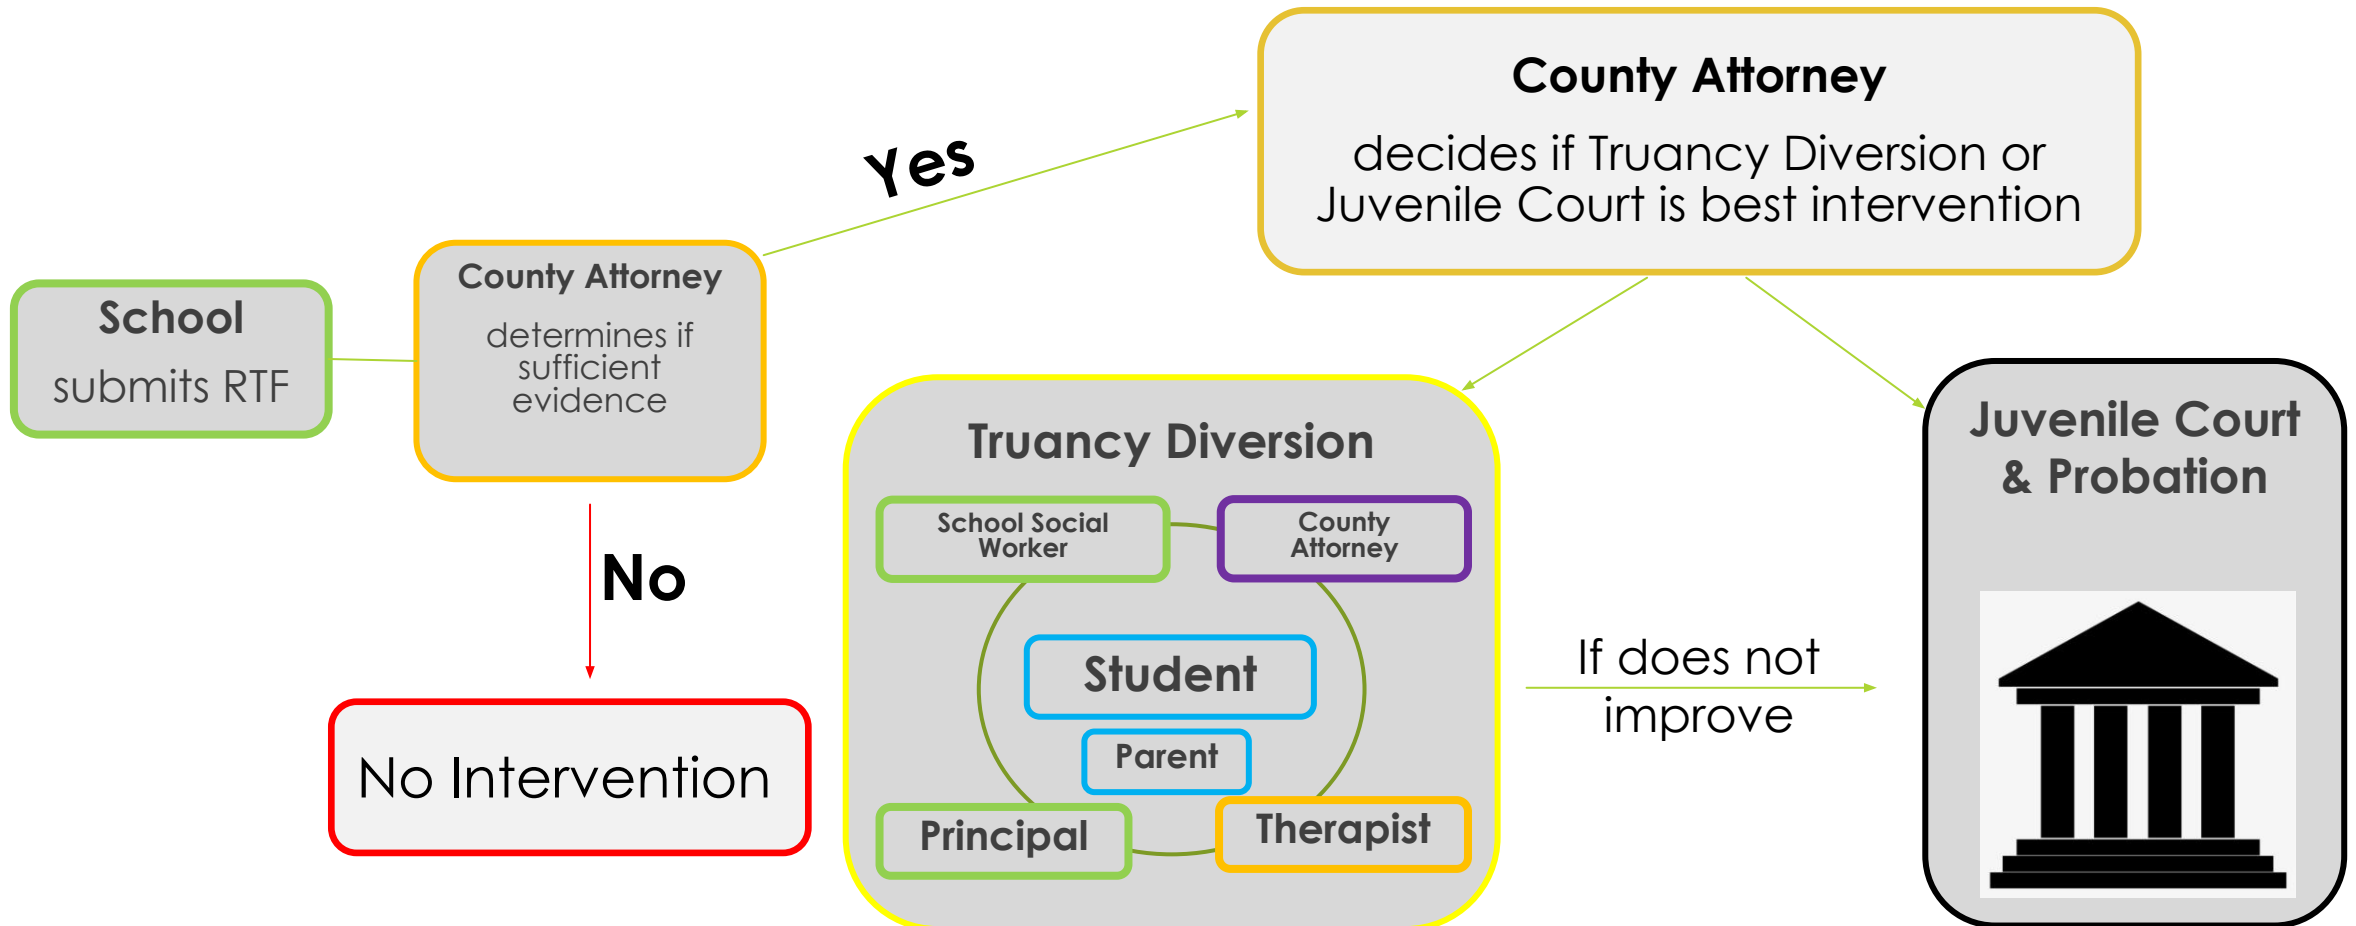 School
submits RTF
County Attorney
determines if
sufficient
evidence
Yes
No
No Intervention
County Attorney
decides if Truancy Diversion or
Juvenile Court is best intervention
Truancy Diversion
School Social
Worker
County
Attorney
Student
Parent
Principal
Therapist
If does not
improve
Juvenile Court
& Probation